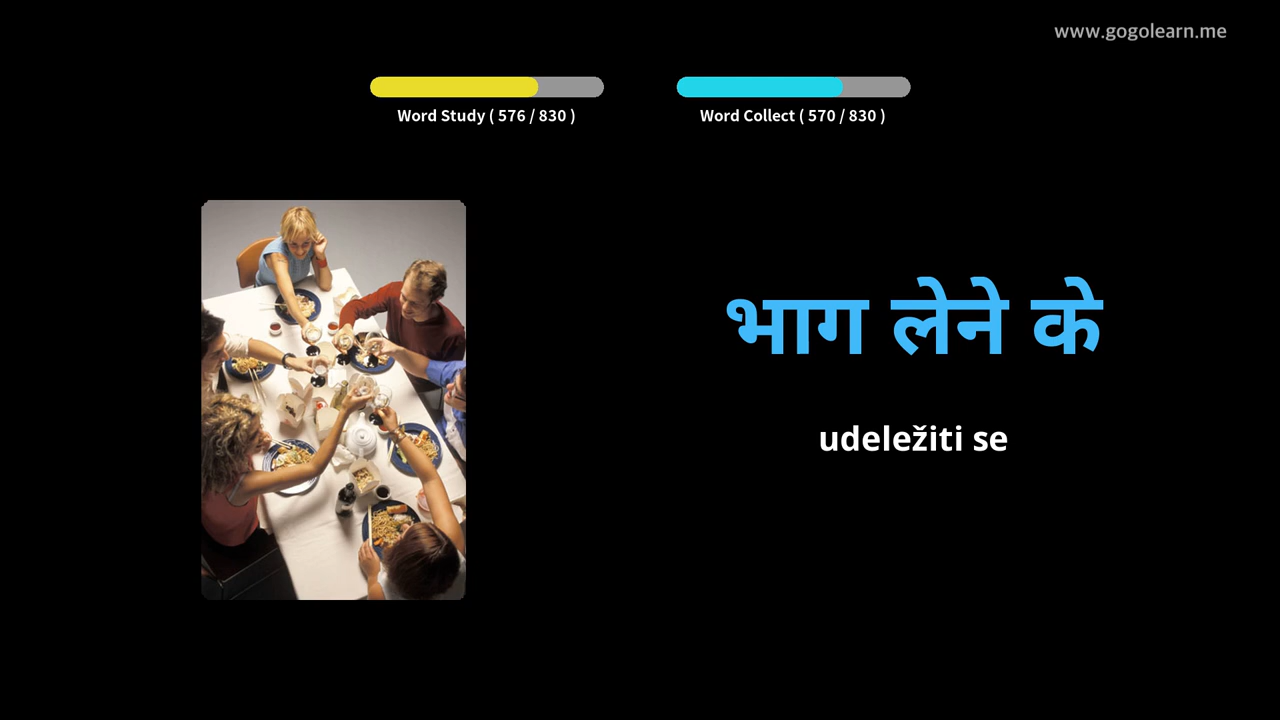 www.gogolearn.me
Word Study ( 576 / 830 )
Word Collect ( 570 / 830 )
भाग लेने के
udeležiti se